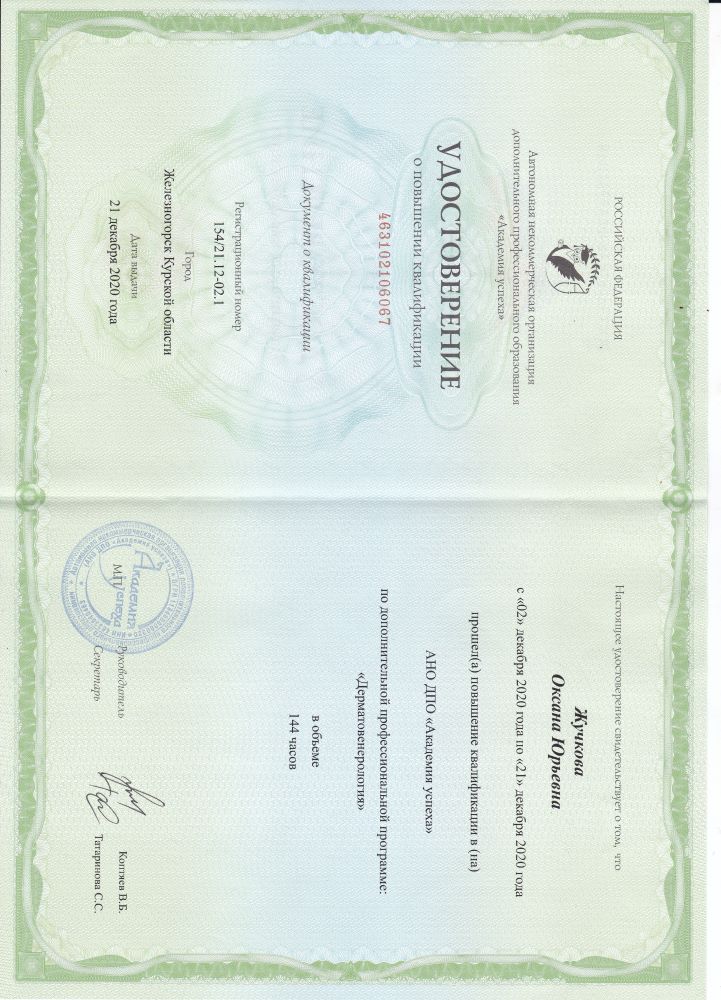 РОССИЙСКАЯ ФЕДЕРАЦИЯ
Автономная некоммерческая организация
дополнительного профессионального образования
«Академия успеха»
УДОСТОВЕРЕНИЕ
о повышении квалификации
463102106067
Документ о квалификации
Регистрационный номер
154/21.12-02.1
Город
Железногорск Курской области
Дата выдачи
21 декабря 2020 года
Настоящее удостоверение свидетельствует о том, что
Жучкова
Оксана Юрьевна
с «02» декабря 2020 года по «21» декабря 2020 года
прошел(а) повышение квалификации в (на)
АНО ДПО «Академия успеха»
по дополнительной профессиональной программе:
«Дерматовенерология»
в объеме
144 часов
Академия
успеха
М.П.
Руководитель
Коптяев В.Б.
Секретарь
Татаринова С.С.